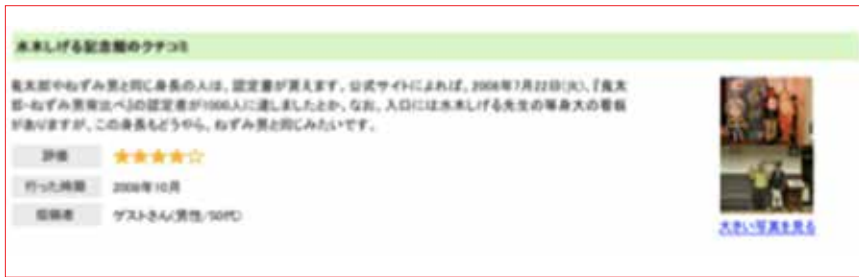 水木しげる記念館のクチコミ
鬼太郎やねずみ男と同じ身長の人は、認定書が貰えます。公式サイトによれば、2008年7月22日(火)、『鬼太
郎・ねずみ男背比べ』の認定者が1000人に達しましたとか。なお、入口には水木しげる先生の等身大の看板
がありますが、この身長もどうやら、ねずみ男と同じみたいです。
評価 ★★★★☆
行った時期 2008年10月
投稿者 ゲストさん(男性/50代)
大きい写真を見る